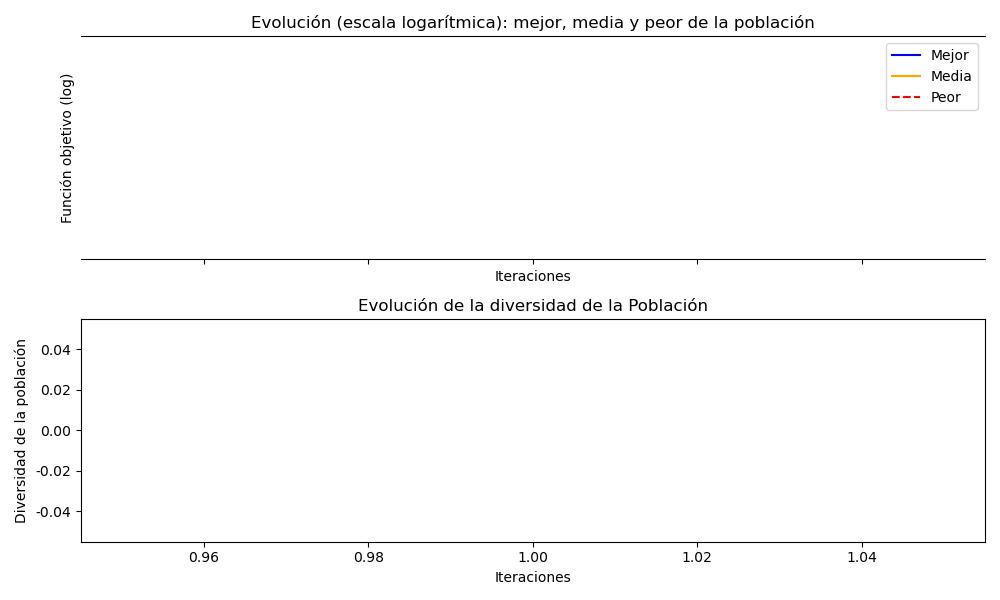 Evolución (escala logarítmica): mejor, media y peor de la población
Mejor
Media
Peor
Función objetivo (log)
Iteraciones
Evolución de la diversidad de la Población
Diversidad de la población
0.04
0.02
0.00
-0.02
-0.04
0.96 0.98 1.00 1.02 1.04
Iteraciones